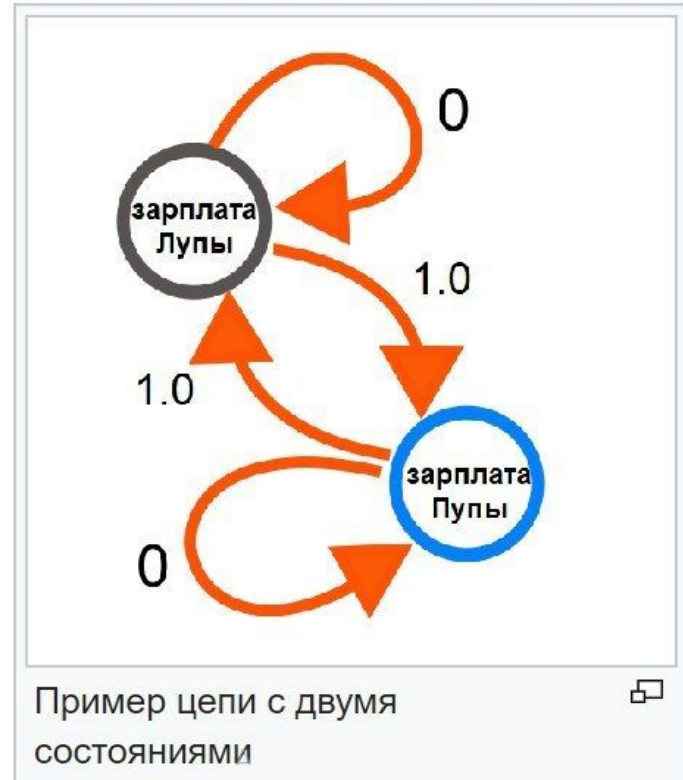 0
зарплата
Лупы
1.0
1.0
зарплата
Пупы
0
Пример цепи с двумя
состояниями